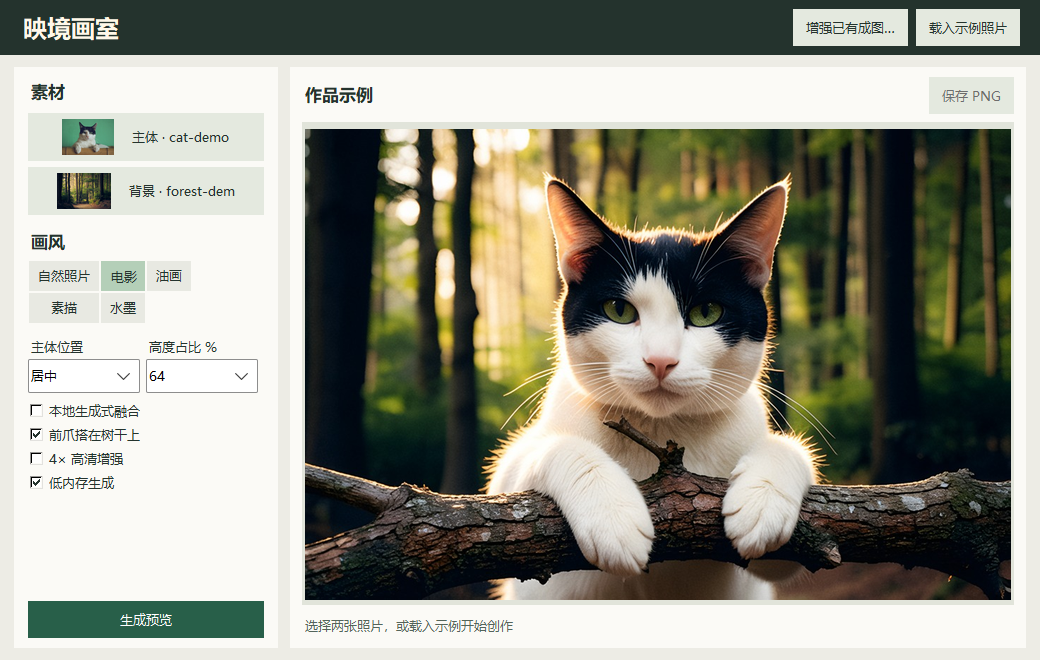 映境画室
增强已有成图...
载入示例照片
素材
主体 · cat-demo
背景 · forest-dem
画风
自然照片
电影
油画
素描
水墨
主体位置
高度占比 %
居中
64
本地生成式融合
前爪搭在树干上
4× 高清增强
低内存生成
生成预览
作品示例
保存 PNG
选择两张照片，或载入示例开始创作